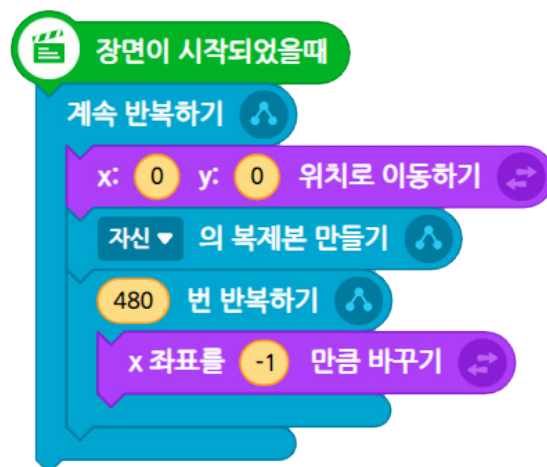 장면이 시작되었을때
계속 반복하기
x: 0 y: 0 위치로 이동하기
자신 의 복제본 만들기
480 번 반복하기
x 좌표를 -1 만큼 바꾸기